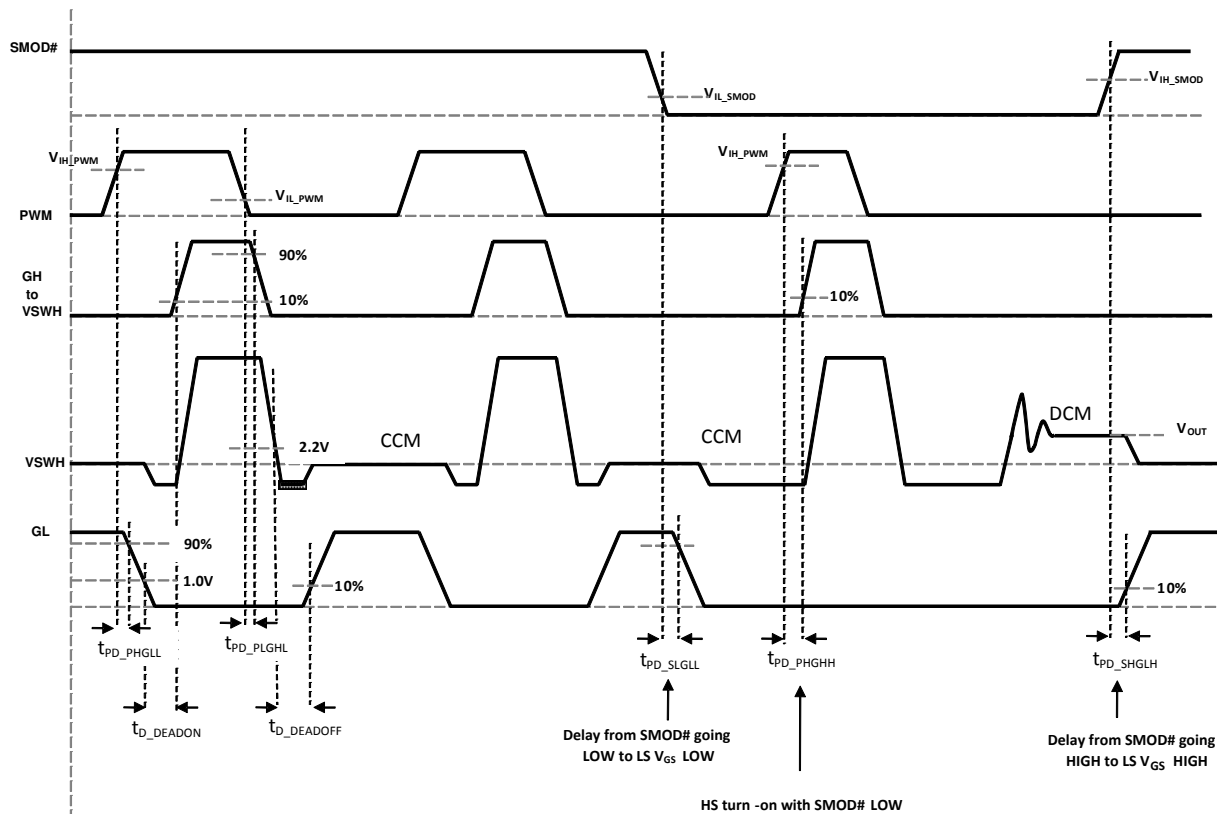 SMOD#
V_IL_SMOD
V_IH_SMOD
V_IH_PWM
V_IL_PWM
V_IH_PWM
PWM
90%
GH
to
VSWH
10%
10%
2.2V
CCM
CCM
DCM
V_OUT
VSWH
GL
90%
1.0V
10%
10%
t_PD_PHGLL
t_PD_PLGHL
t_PD_SLGLL
t_PD_PHGHH
t_PD_SHGLH
t_D_DEADON
t_D_DEADOFF
Delay from SMOD# going
LOW to LS V_GS LOW
Delay from SMOD# going
HIGH to LS V_GS HIGH
HS turn -on with SMOD# LOW